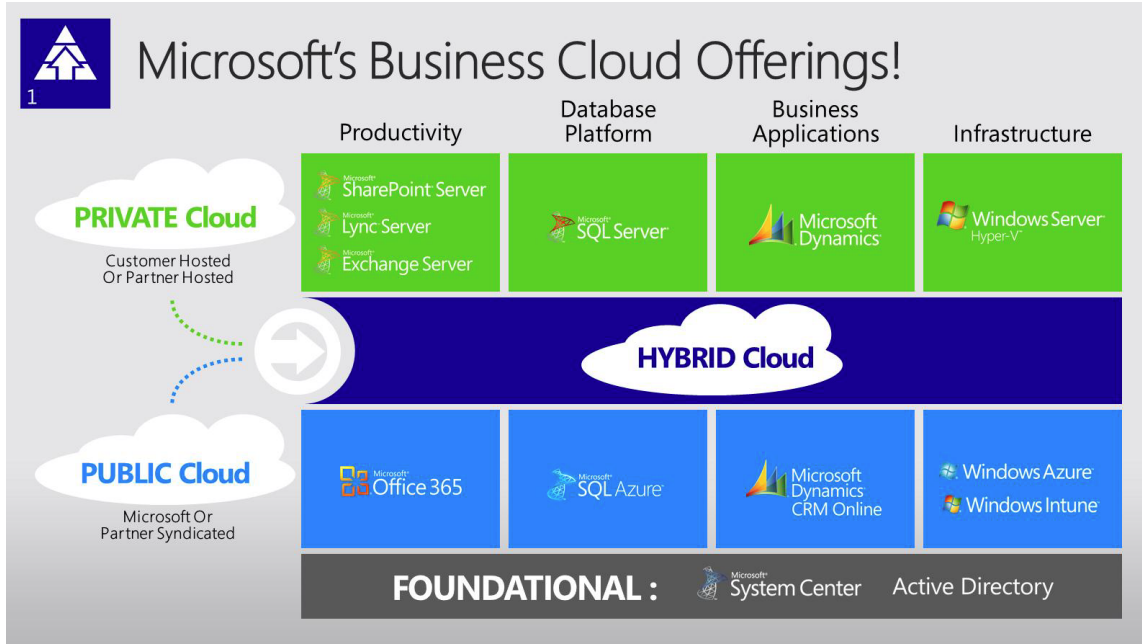 Microsoft's Business Cloud Offerings!
1
Productivity
Database
Platform
Business
Applications
Infrastructure
PRIVATE Cloud
Customer Hosted
Or Partner Hosted
Microsoft
SharePoint Server
Microsoft
Lync Server
Microsoft
Exchange Server
Microsoft
SQL Server
Microsoft
Dynamics
Windows Server
Hyper-V
HYBRID Cloud
PUBLIC Cloud
Microsoft Or
Partner Syndicated
Microsoft
Office 365
Microsoft
SQL Azure
Microsoft
Dynamics
CRM Online
Windows Azure
Windows Intune
FOUNDATIONAL :
Microsoft
System Center
Active Directory